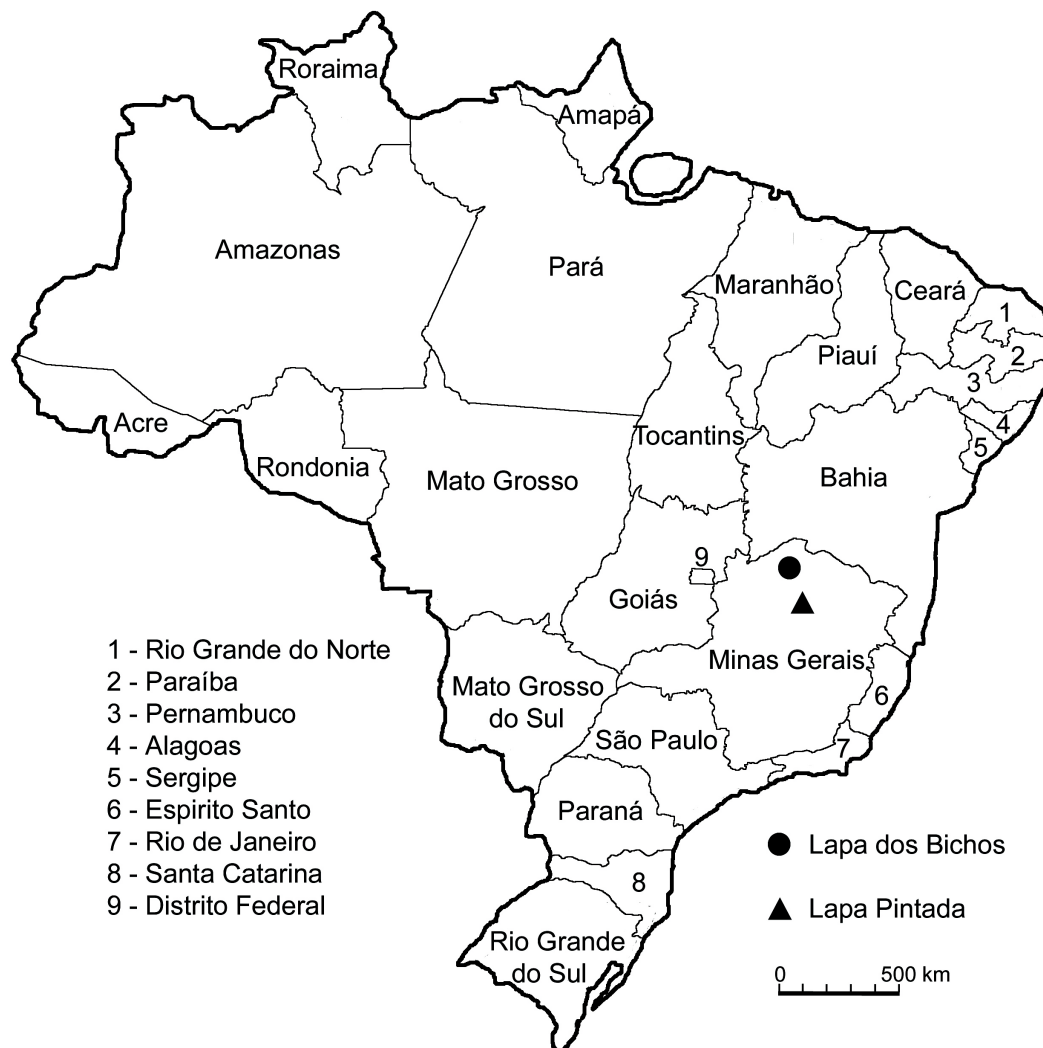 Roraima
Amapá
Amazonas
Pará
Maranhão
Ceará
1
Piauí
2
3
Acre
4
Tocantins
5
Rondonia
Mato Grosso
Bahia
9
Goiás
Minas Gerais
6
Mato Grosso
do Sul
São Paulo
7
Paraná
8
Rio Grande
do Sul
1 - Rio Grande do Norte
2 - Paraíba
3 - Pernambuco
4 - Alagoas
5 - Sergipe
6 - Espirito Santo
7 - Rio de Janeiro
8 - Santa Catarina
9 - Distrito Federal
Lapa dos Bichos
Lapa Pintada
0 500 km